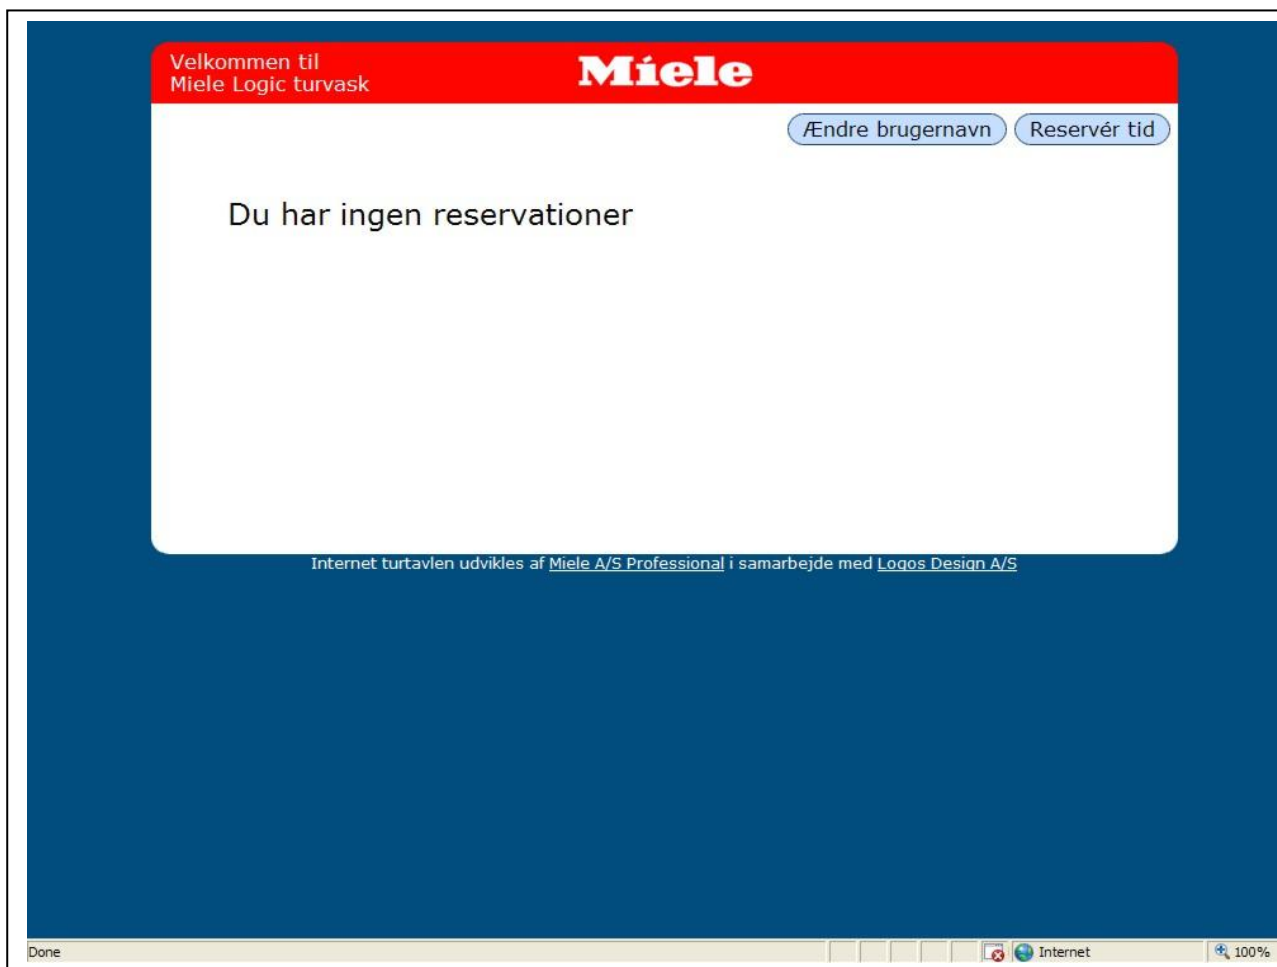 Velkommen til
Miele Logic turvask
Miele
Ændre brugernavn
Reservér tid
Du har ingen reservationer
Internet turtavlen udvikles af Miele A/S Professional i samarbejde med Logos Design A/S
Done
Internet
100%